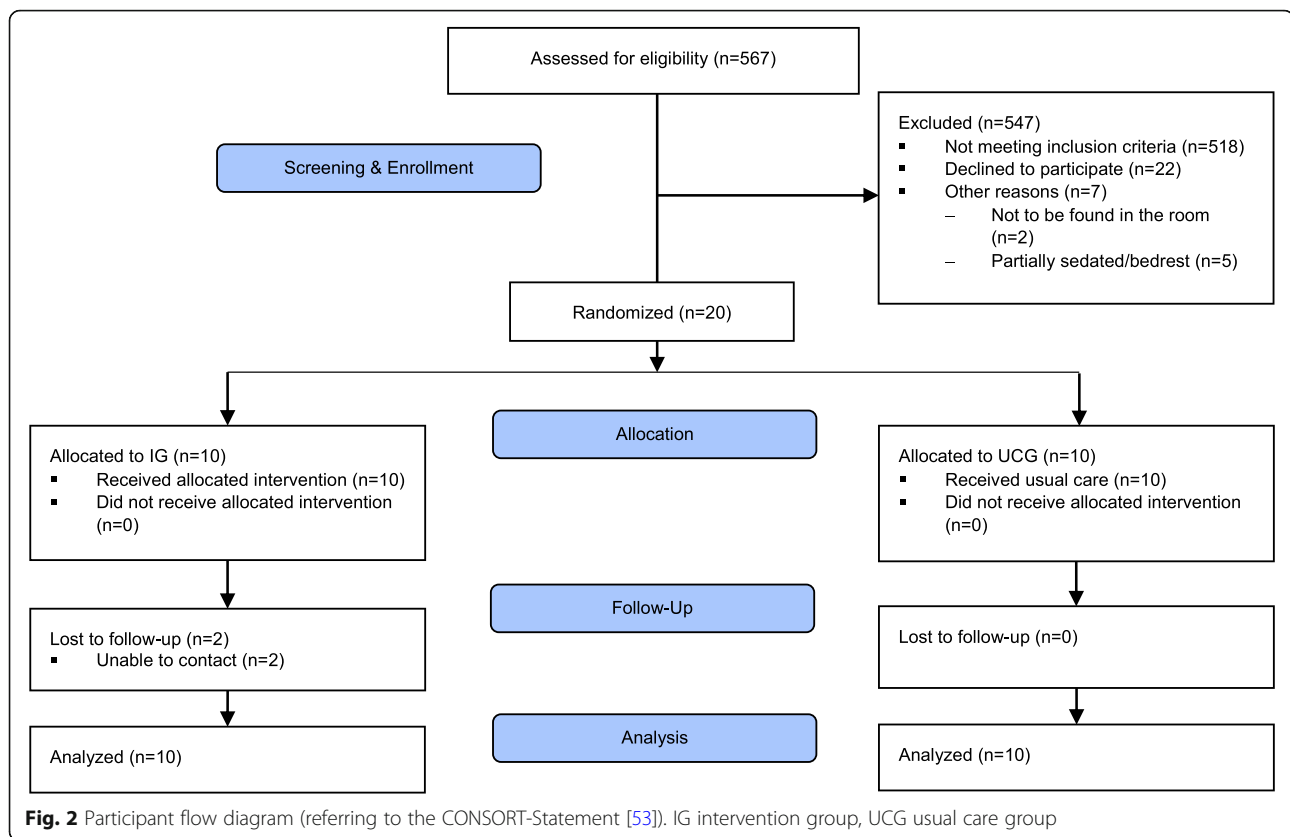 Assessed for eligibility (n=567)
Excluded (n=547)
▪ Not meeting inclusion criteria (n=518)
▪ Declined to participate (n=22)
▪ Other reasons (n=7)
– Not to be found in the room
(n=2)
– Partially sedated/bedrest (n=5)
Screening & Enrollment
Randomized (n=20)
Allocation
Allocated to IG (n=10)
▪ Received allocated intervention (n=10)
▪ Did not receive allocated intervention
(n=0)
Allocated to UCG (n=10)
▪ Received usual care (n=10)
▪ Did not receive allocated intervention
(n=0)
Follow-Up
Lost to follow-up (n=2)
▪ Unable to contact (n=2)
Lost to follow-up (n=0)
Analysis
Analyzed (n=10)
Analyzed (n=10)
Fig. 2 Participant flow diagram (referring to the CONSORT-Statement [53]). IG intervention group, UCG usual care group